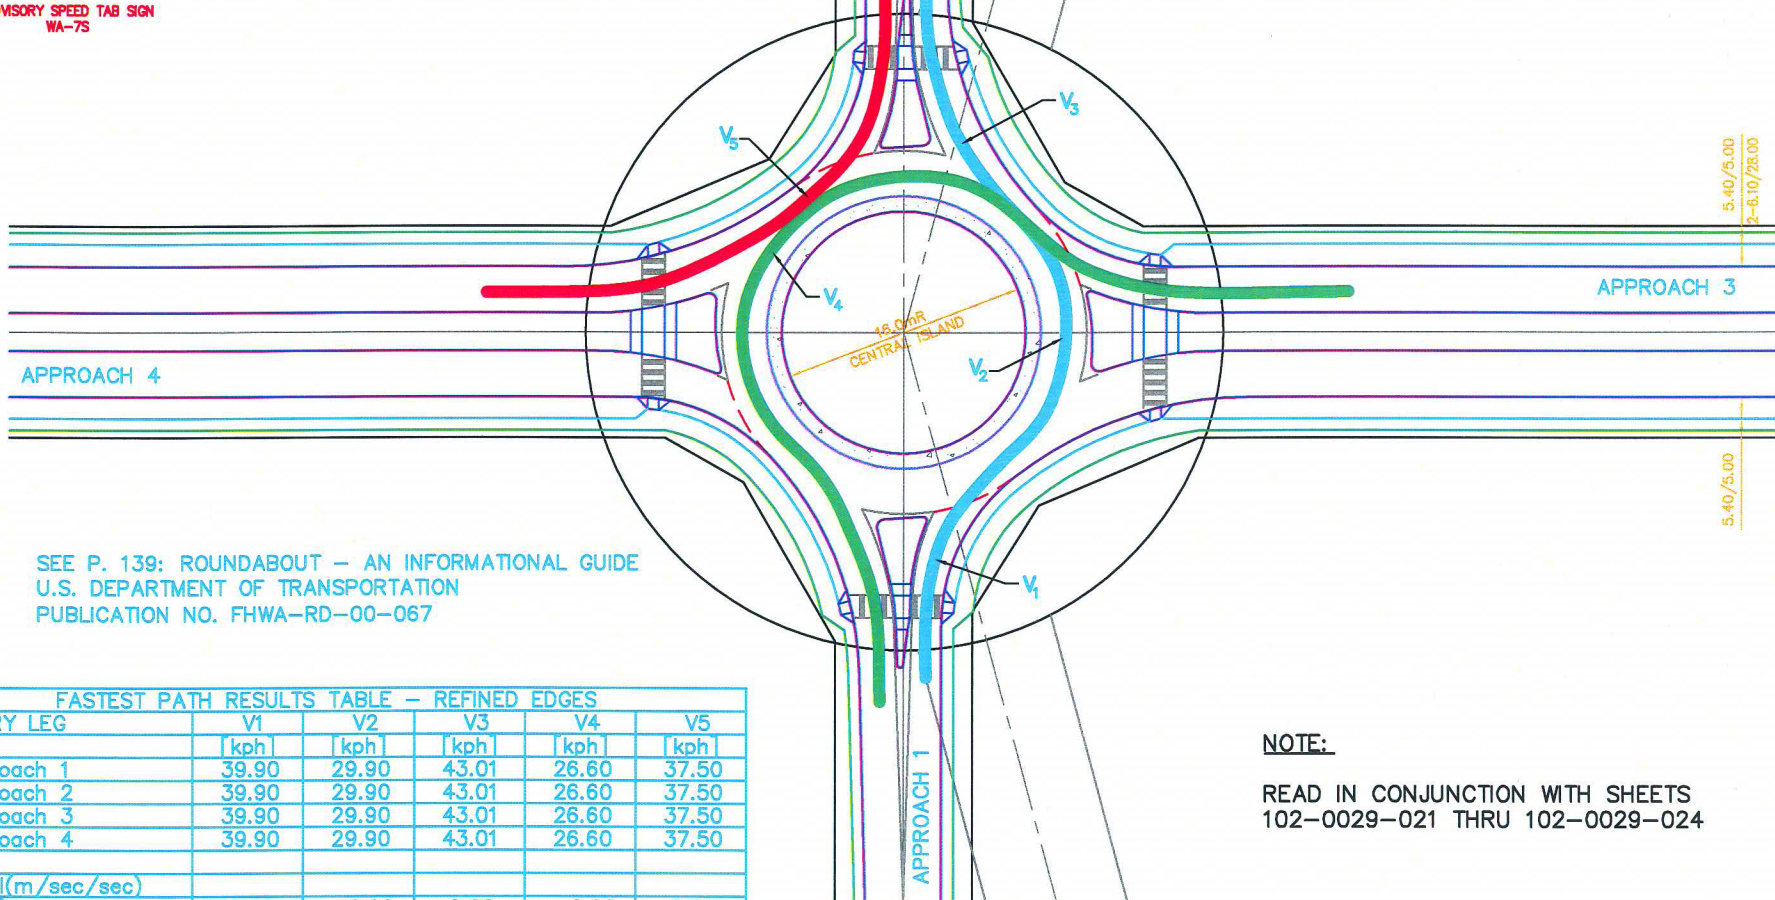 VISORY SPEED TAB SIGN
WA-7S
V5
V3
V4
V2
V1
16.0mR
CENTRAL ISLAND
APPROACH 3
APPROACH 4
APPROACH 1
5.40/5.00
2-6.10/28.00
5.40/5.00
SEE P. 139: ROUNDABOUT – AN INFORMATIONAL GUIDE
U.S. DEPARTMENT OF TRANSPORTATION
PUBLICATION NO. FHWA-RD-00-067
FASTEST PATH RESULTS TABLE – REFINED EDGES
RY LEG V1 V2 V3 V4 V5
[kph] [kph] [kph] [kph] [kph]
oach 1 39.90 29.90 43.01 26.60 37.50
oach 2 39.90 29.90 43.01 26.60 37.50
oach 3 39.90 29.90 43.01 26.60 37.50
oach 4 39.90 29.90 43.01 26.60 37.50
l(m/sec/sec)
NOTE:
READ IN CONJUNCTION WITH SHEETS
102-0029-021 THRU 102-0029-024